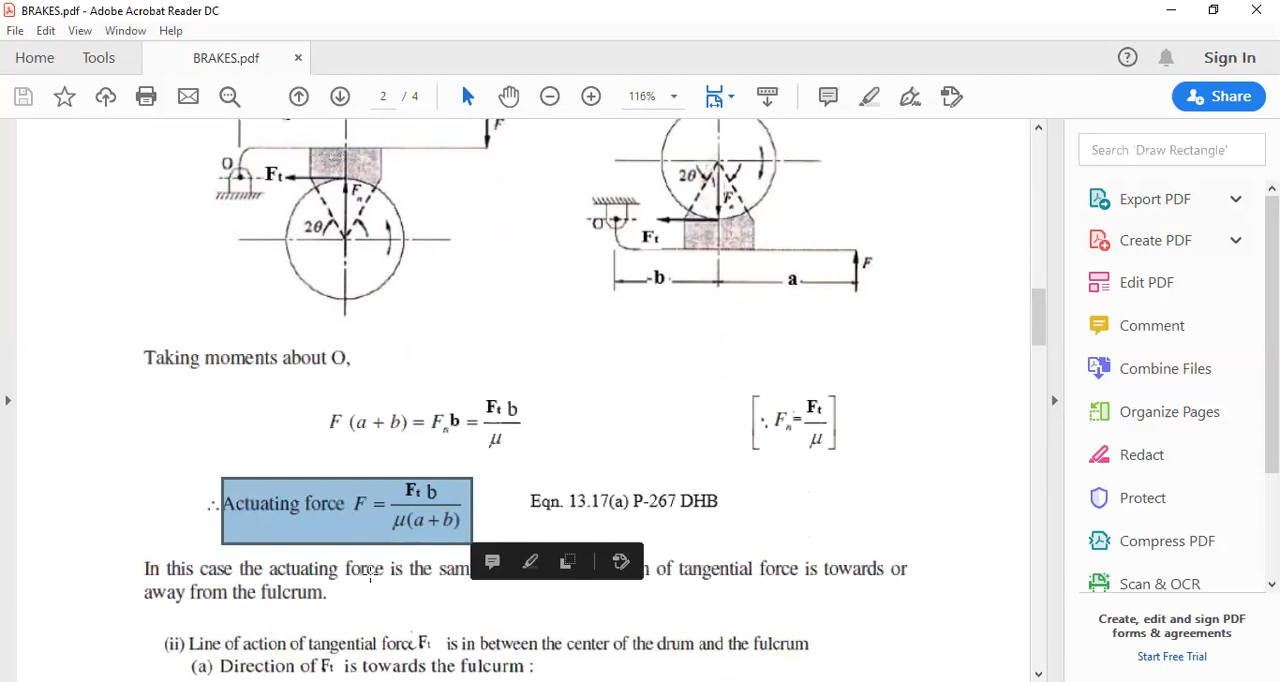 BRAKES.pdf - Adobe Acrobat Reader DC
File Edit View Window Help
Home Tools BRAKES.pdf × Sign In
2 / 4 116% Share
F
O Ft Fn
2θ
2θ Fn
O Ft
F
b a
Taking moments about O,
F (a + b) = Fn b = Ft b / μ [∴ Fn = Ft / μ]
∴ Actuating force F = Ft b / μ(a + b) Eqn. 13.17(a) P-267 DHB
In this case the actuating force is the sam n of tangential force is towards or
away from the fulcrum.
(ii) Line of action of tangential force Ft is in between the center of the drum and the fulcrum
(a) Direction of Ft is towards the fulcurm :
Search 'Draw Rectangle'
Export PDF
Create PDF
Edit PDF
Comment
Combine Files
Organize Pages
Redact
Protect
Compress PDF
Scan & OCR
Create, edit and sign PDF
forms & agreements
Start Free Trial